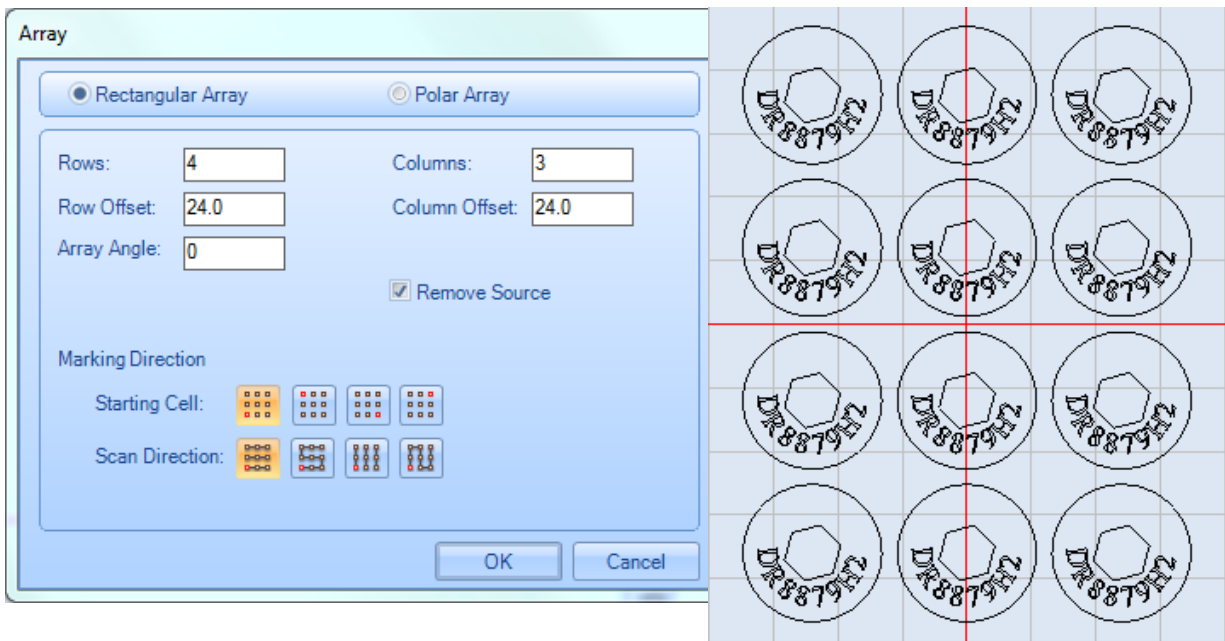 Array
Rectangular Array Polar Array
Rows: 4 Columns: 3
Row Offset: 24.0 Column Offset: 24.0
Array Angle: 0
Remove Source
Marking Direction
Starting Cell:
Scan Direction:
OK Cancel
DR8879H2 DR8879H2 DR8879H2
DR8879H2 DR8879H2 DR8879H2
DR8879H2 DR8879H2 DR8879H2
DR8879H2 DR8879H2 DR8879H2